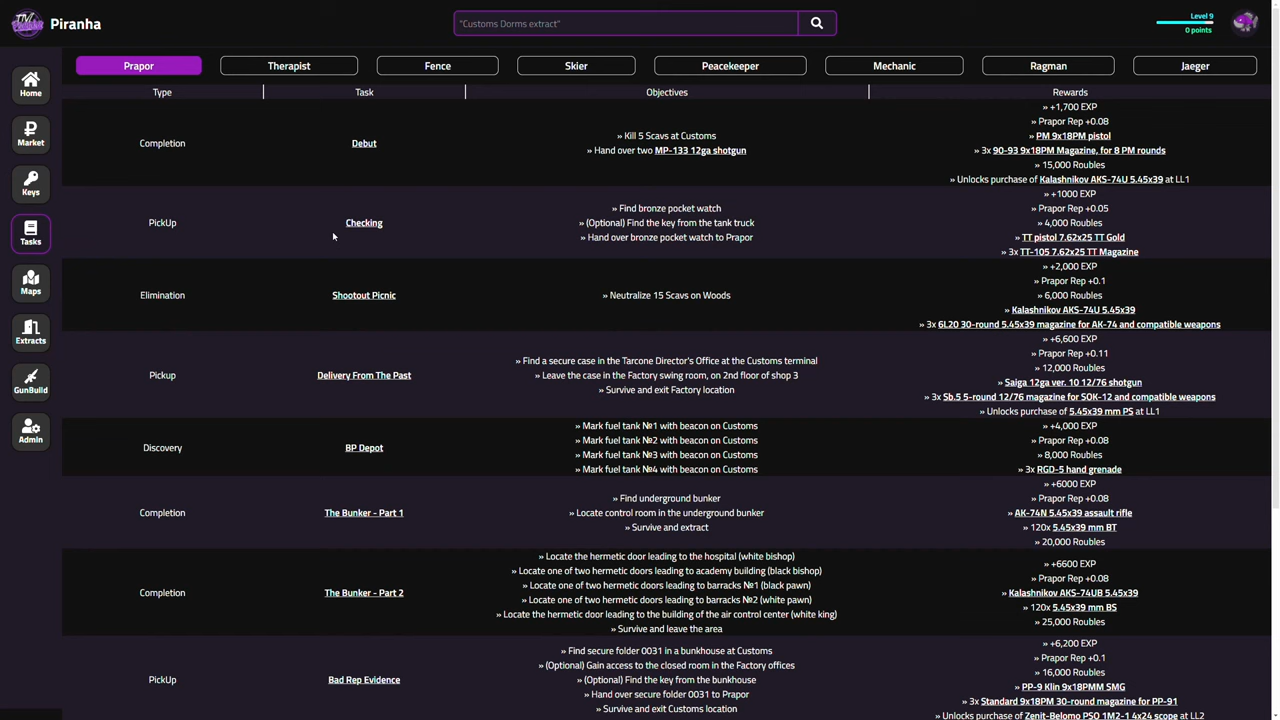 Piranha
"Customs Dorms extract"
Level 9
0 points
Home
Market
Keys
Tasks
Maps
Extracts
GunBuild
Admin
Prapor
Therapist
Fence
Skier
Peacekeeper
Mechanic
Ragman
Jaeger
Type
Task
Objectives
Rewards
Completion
Debut
» Kill 5 Scavs at Customs
» Hand over two MP-133 12ga shotgun
» +1,700 EXP
» Prapor Rep +0.08
» PM 9x18PM pistol
» 3x 90-93 9x18PM Magazine, for 8 PM rounds
» 15,000 Roubles
» Unlocks purchase of Kalashnikov AKS-74U 5.45x39 at LL1
PickUp
Checking
» Find bronze pocket watch
» (Optional) Find the key from the tank truck
» Hand over bronze pocket watch to Prapor
» +1000 EXP
» Prapor Rep +0.05
» 4,000 Roubles
» TT pistol 7.62x25 TT Gold
» 3x TT-105 7.62x25 TT Magazine
Elimination
Shootout Picnic
» Neutralize 15 Scavs on Woods
» +2,000 EXP
» Prapor Rep +0.1
» 6,000 Roubles
» Kalashnikov AKS-74U 5.45x39
» 3x 6L20 30-round 5.45x39 magazine for AK-74 and compatible weapons
Pickup
Delivery From The Past
» Find a secure case in the Tarcone Director's Office at the Customs terminal
» Leave the case in the Factory swing room, on 2nd floor of shop 3
» Survive and exit Factory location
» +6,600 EXP
» Prapor Rep +0.11
» 12,000 Roubles
» Saiga 12ga ver. 10 12/76 shotgun
» 3x Sb.5 5-round 12/76 magazine for SOK-12 and compatible weapons
» Unlocks purchase of 5.45x39 mm PS at LL1
Discovery
BP Depot
» Mark fuel tank №1 with beacon on Customs
» Mark fuel tank №2 with beacon on Customs
» Mark fuel tank №3 with beacon on Customs
» Mark fuel tank №4 with beacon on Customs
» +4,000 EXP
» Prapor Rep +0.08
» 8,000 Roubles
» 3x RGD-5 hand grenade
Completion
The Bunker - Part 1
» Find underground bunker
» Locate control room in the underground bunker
» Survive and extract
» +6000 EXP
» Prapor Rep +0.08
» AK-74N 5.45x39 assault rifle
» 120x 5.45x39 mm BT
» 20,000 Roubles
Completion
The Bunker - Part 2
» Locate the hermetic door leading to the hospital (white bishop)
» Locate one of two hermetic doors leading to academy building (black bishop)
» Locate one of two hermetic doors leading to barracks №1 (black pawn)
» Locate one of two hermetic doors leading to barracks №2 (white pawn)
» Locate the hermetic door leading to the building of the air control center (white king)
» Survive and leave the area
» +6600 EXP
» Prapor Rep +0.08
» Kalashnikov AKS-74UB 5.45x39
» 120x 5.45x39 mm BS
» 25,000 Roubles
PickUp
Bad Rep Evidence
» Find secure folder 0031 in a bunkhouse at Customs
» (Optional) Gain access to the closed room in the Factory offices
» (Optional) Find the key from the bunkhouse
» Hand over secure folder 0031 to Prapor
» Survive and exit Customs location
» +6,200 EXP
» Prapor Rep +0.1
» 16,000 Roubles
» PP-9 Klin 9x18PMM SMG
» 3x Standard 9x18PM 30-round magazine for PP-91
» Unlocks purchase of Zenit-Belomo PSO 1M2-1 4x24 scope at LL2